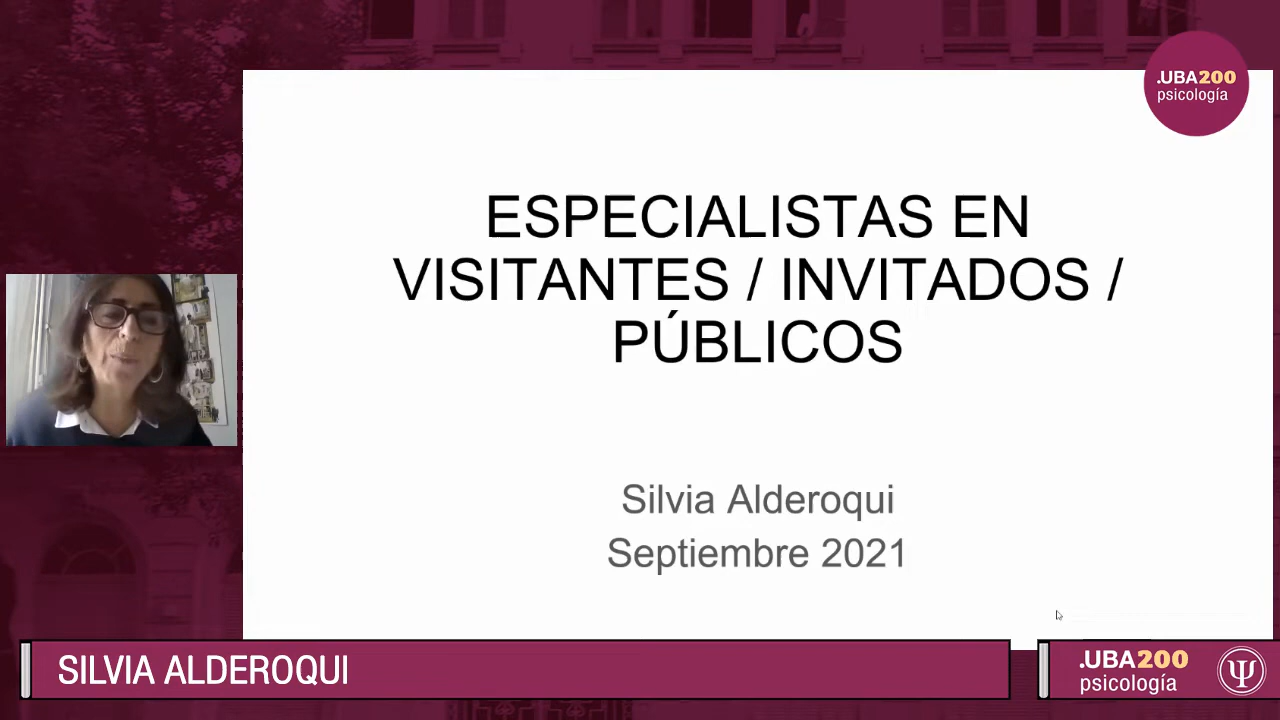 .UBA200
psicología
ESPECIALISTAS EN
VISITANTES / INVITADOS /
PÚBLICOS
Silvia Alderoqui
Septiembre 2021
SILVIA ALDEROQUI
.UBA200
psicología
Ψ